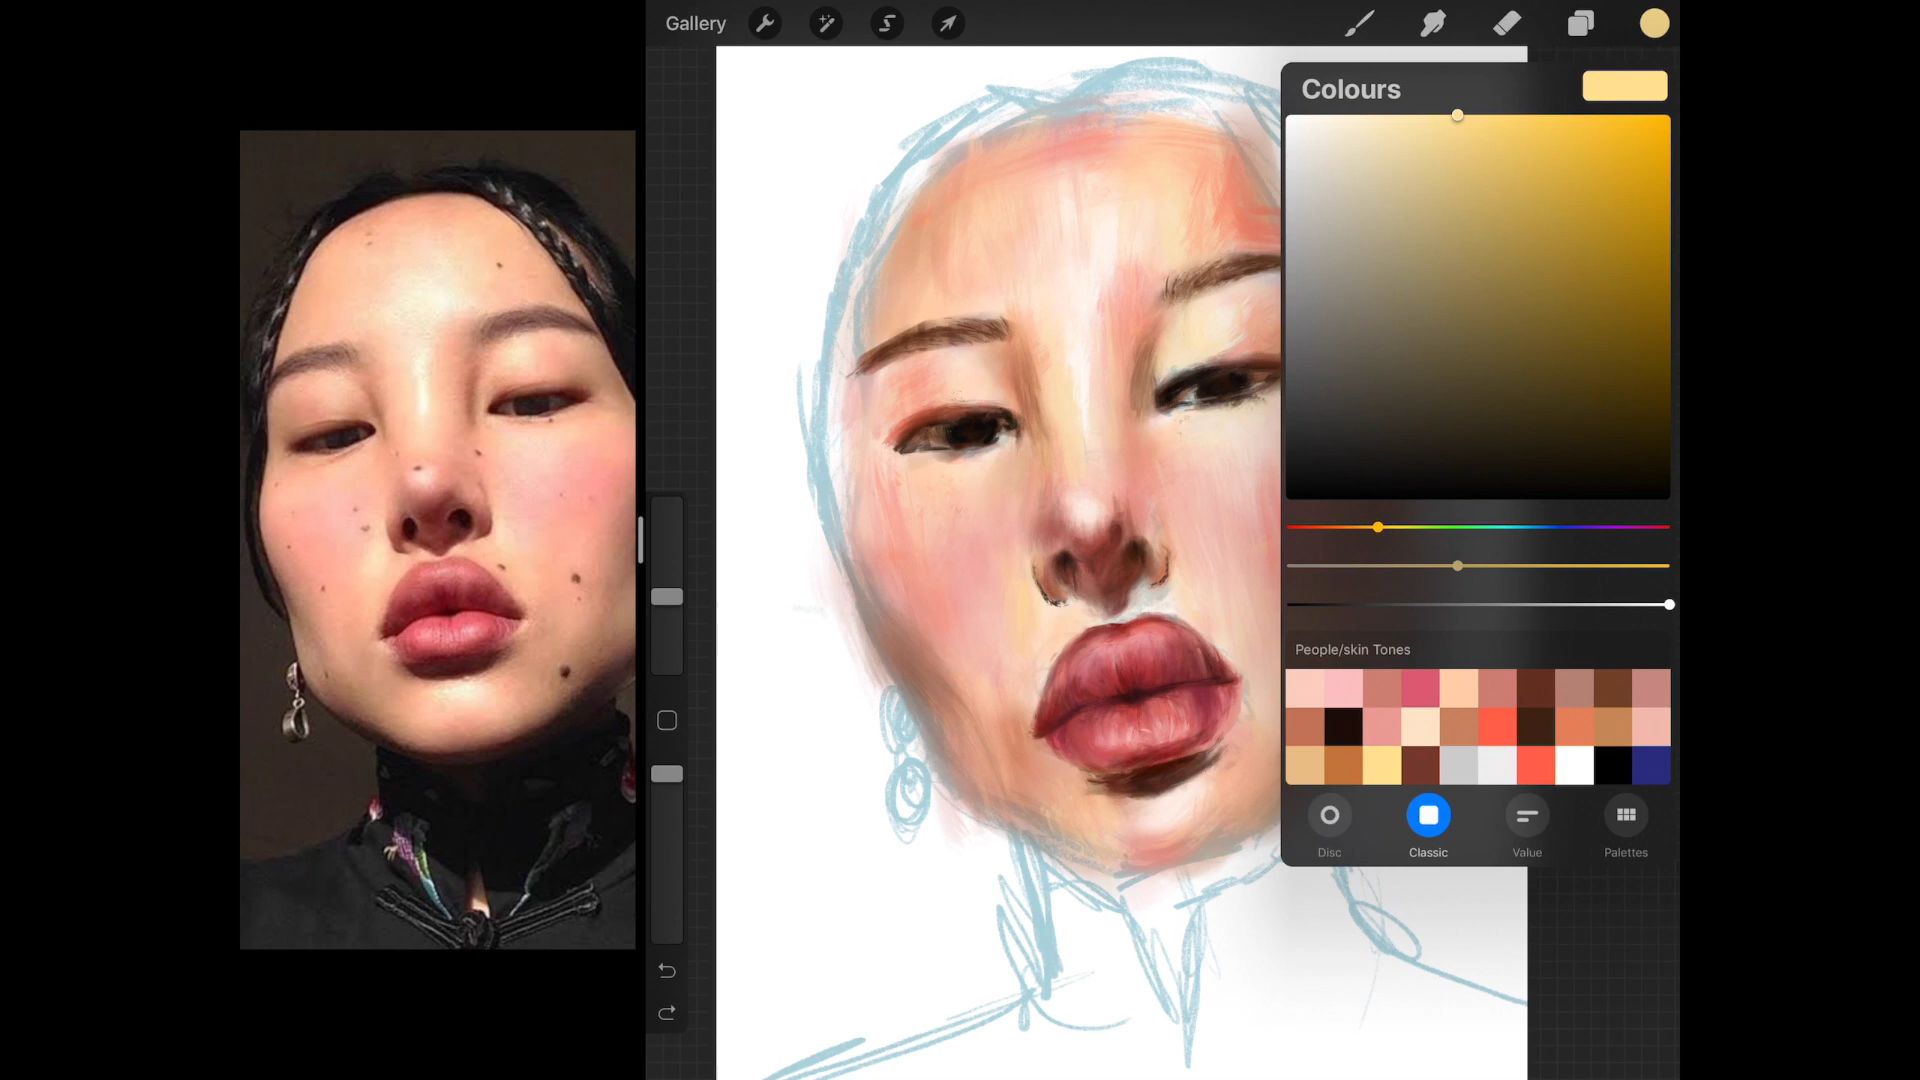 Gallery
Colours
People/skin Tones
Disc
Classic
Value
Palettes